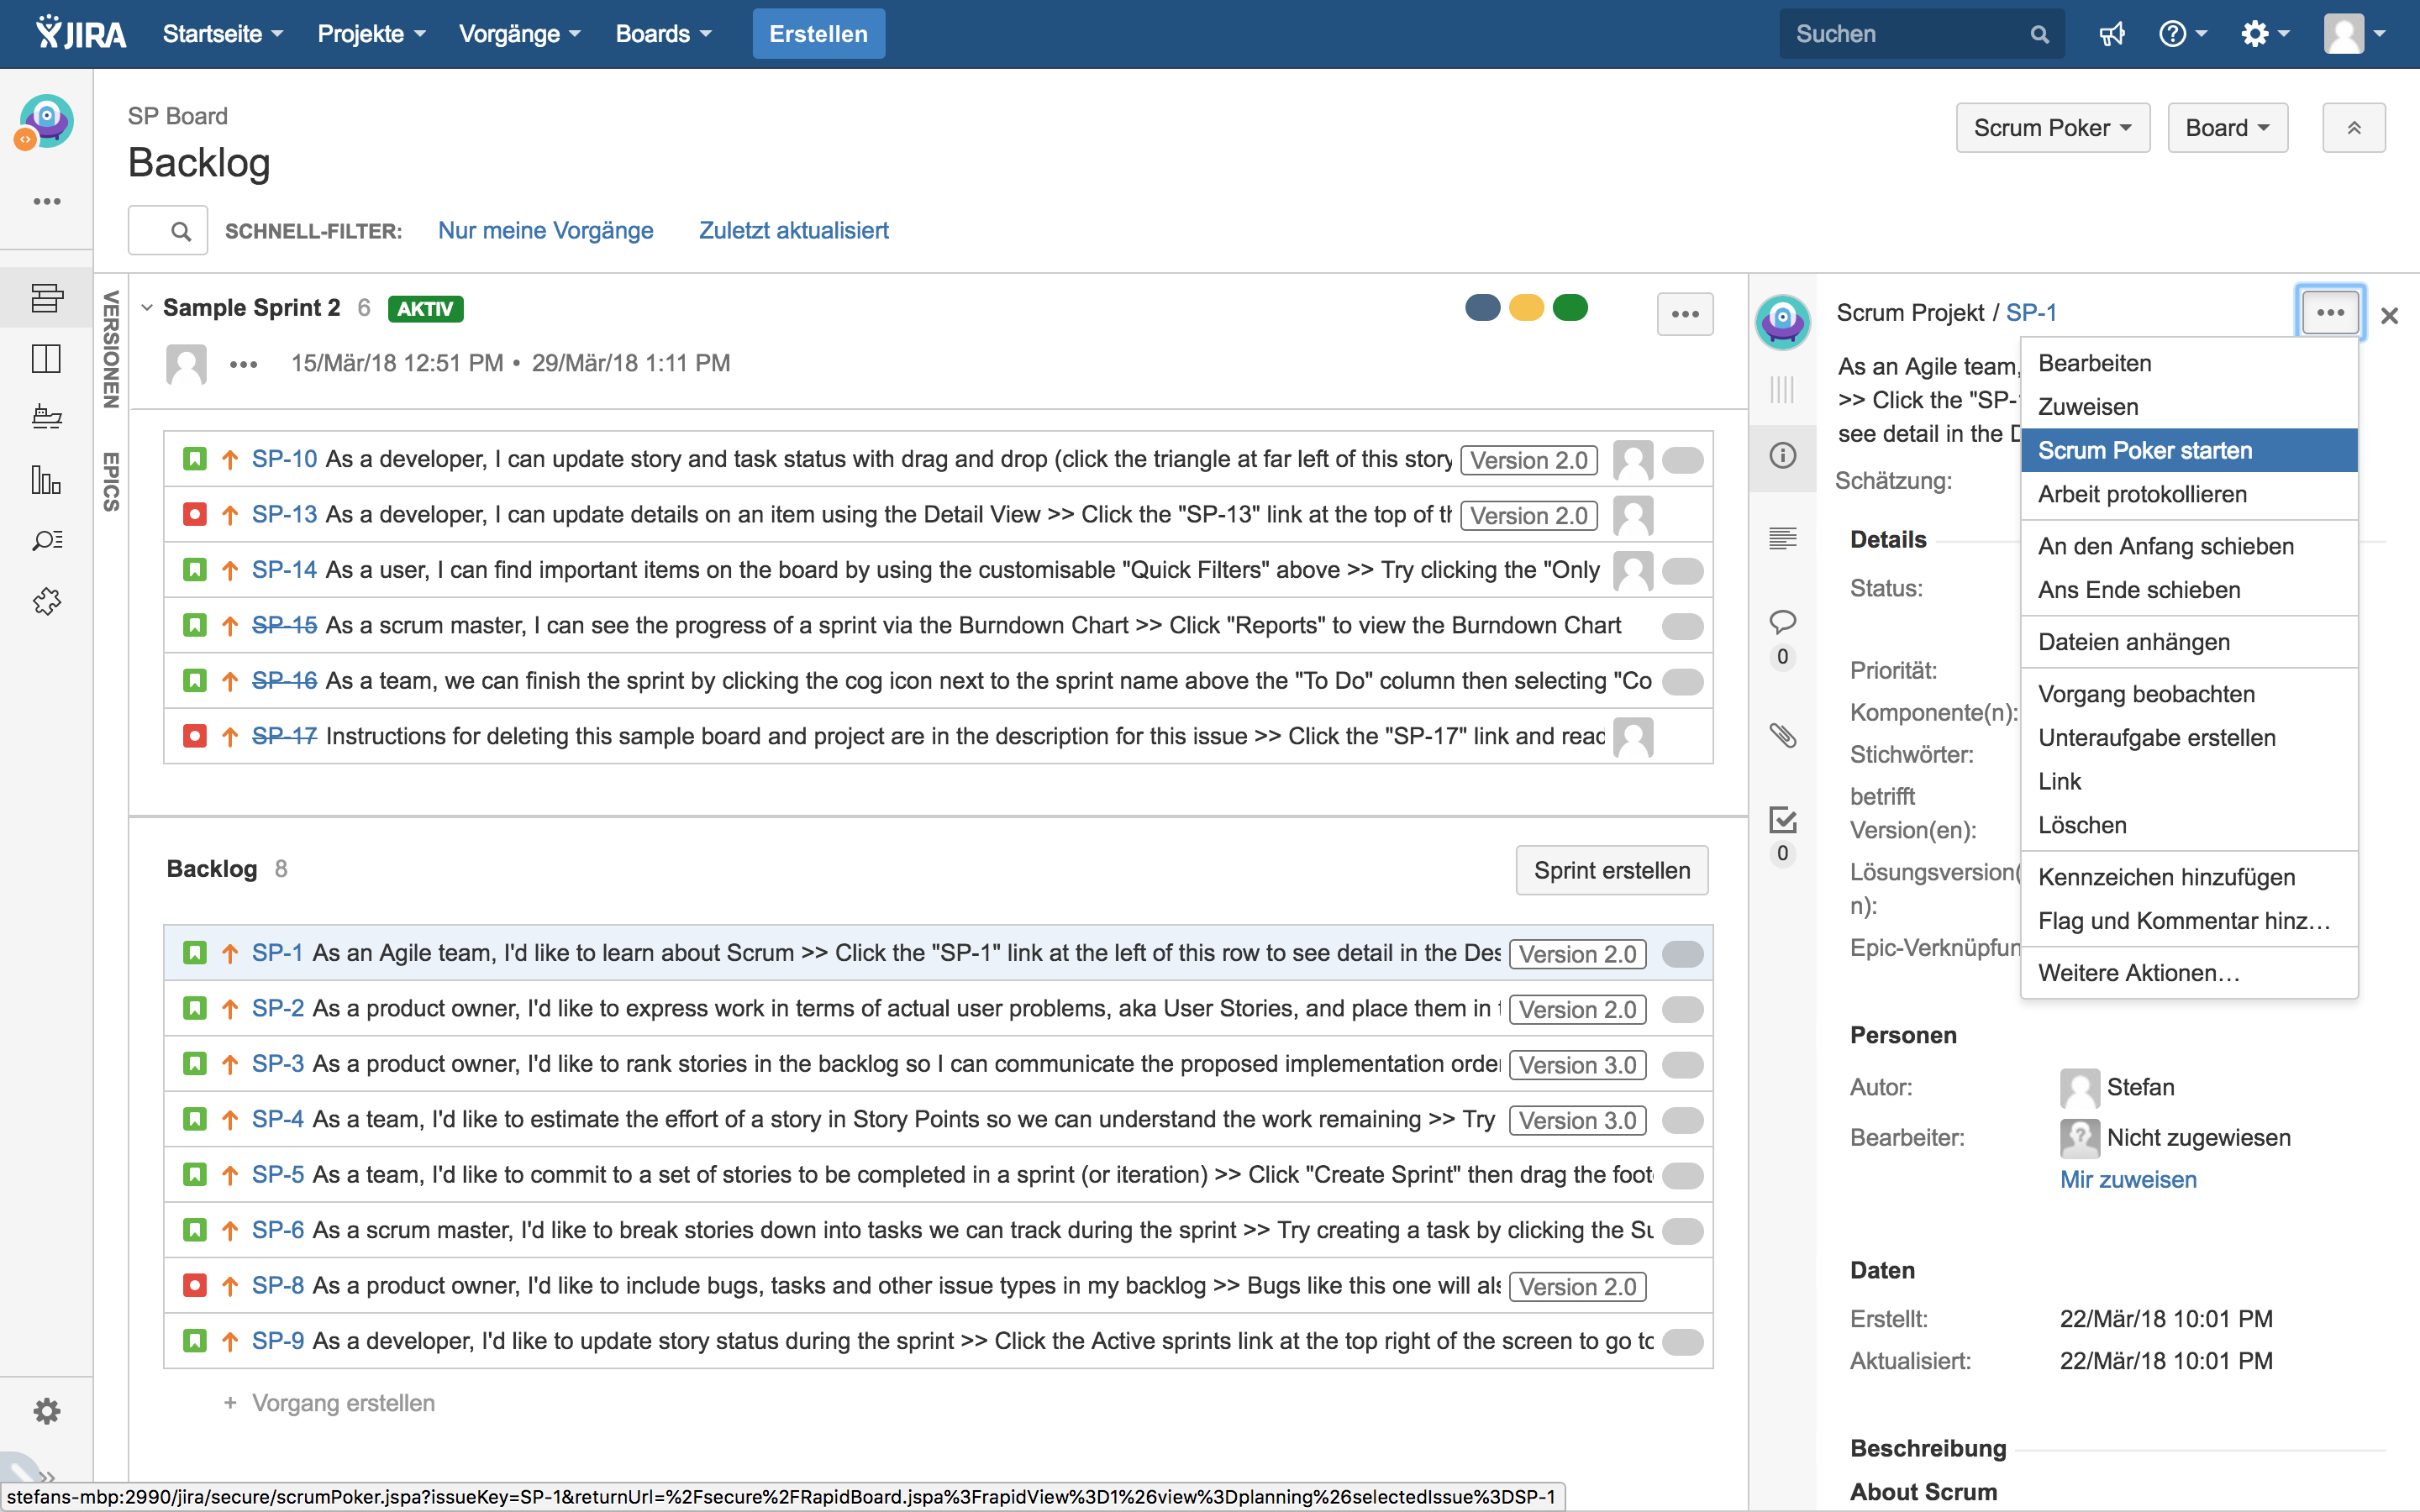 JIRA Startseite Projekte Vorgänge Boards Erstellen Suchen
SP Board
Backlog
Scrum Poker Board
SCHNELL-FILTER: Nur meine Vorgänge Zuletzt aktualisiert
VERSIONEN
EPICS
Sample Sprint 2 6 AKTIV
15/Mär/18 12:51 PM • 29/Mär/18 1:11 PM
SP-10 As a developer, I can update story and task status with drag and drop (click the triangle at far left of this story Version 2.0
SP-13 As a developer, I can update details on an item using the Detail View >> Click the "SP-13" link at the top of Version 2.0
SP-14 As a user, I can find important items on the board by using the customisable "Quick Filters" above >> Try clicking the "Only
SP-15 As a scrum master, I can see the progress of a sprint via the Burndown Chart >> Click "Reports" to view the Burndown Chart
SP-16 As a team, we can finish the sprint by clicking the cog icon next to the sprint name above the "To Do" column then selecting "Co
SP-17 Instructions for deleting this sample board and project are in the description for this issue >> Click the "SP-17" link and read
Backlog 8
Sprint erstellen
SP-1 As an Agile team, I'd like to learn about Scrum >> Click the "SP-1" link at the left of this row to see detail in the Des Version 2.0
SP-2 As a product owner, I'd like to express work in terms of actual user problems, aka User Stories, and place them in Version 2.0
SP-3 As a product owner, I'd like to rank stories in the backlog so I can communicate the proposed implementation order Version 3.0
SP-4 As a team, I'd like to estimate the effort of a story in Story Points so we can understand the work remaining >> Try Version 3.0
SP-5 As a team, I'd like to commit to a set of stories to be completed in a sprint (or iteration) >> Click "Create Sprint" then drag the foot
SP-6 As a scrum master, I'd like to break stories down into tasks we can track during the sprint >> Try creating a task by clicking the Su
SP-8 As a product owner, I'd like to include bugs, tasks and other issue types in my backlog >> Bugs like this one will als Version 2.0
SP-9 As a developer, I'd like to update story status during the sprint >> Click the Active sprints link at the top right of the screen to go to
+ Vorgang erstellen
0
0
Scrum Projekt / SP-1
As an Agile team,
>> Click the "SP-
see detail in the D
Schätzung:
Details
Status:
Priorität:
Komponente(n):
Stichwörter:
betrifft
Version(en):
Lösungsversion(
n):
Epic-Verknüpfun
Bearbeiten
Zuweisen
Scrum Poker starten
Arbeit protokollieren
An den Anfang schieben
Ans Ende schieben
Dateien anhängen
Vorgang beobachten
Unteraufgabe erstellen
Link
Löschen
Kennzeichen hinzufügen
Flag und Kommentar hinz…
Weitere Aktionen…
Personen
Autor: Stefan
Bearbeiter: Nicht zugewiesen
Mir zuweisen
Daten
Erstellt: 22/Mär/18 10:01 PM
Aktualisiert: 22/Mär/18 10:01 PM
Beschreibung
About Scrum
stefans-mbp:2990/jira/secure/scrumPoker.jspa?issueKey=SP-1&returnUrl=%2Fsecure%2FRapidBoard.jspa%3FrapidView%3D1%26view%3Dplanning%26selectedIssue%3DSP-1